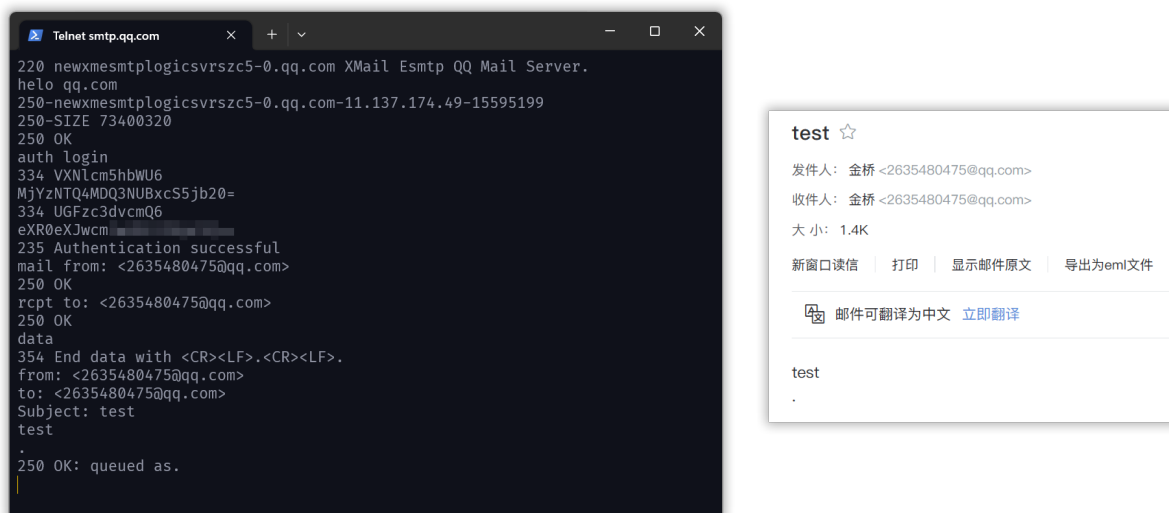 Telnet smtp.qq.com
220 newxmesmtplogicsvrszc5-0.qq.com XMail Esmtp QQ Mail Server.
helo qq.com
250-newxmesmtplogicsvrszc5-0.qq.com-11.137.174.49-15595199
250-SIZE 73400320
250 OK
auth login
334 VXNlcm5hbWU6
MjYzNTQ4MDQ3NUBxcS5jb20=
334 UGFzc3dvcmQ6
eXR0eXJwcm
235 Authentication successful
mail from: <2635480475@qq.com>
250 OK
rcpt to: <2635480475@qq.com>
250 OK
data
354 End data with <CR><LF>.<CR><LF>.
from: <2635480475@qq.com>
to: <2635480475@qq.com>
Subject: test
test
.
250 OK: queued as.
test
发件人： 金桥 <2635480475@qq.com>
收件人： 金桥 <2635480475@qq.com>
大 小： 1.4K
新窗口读信 打印 显示邮件原文 导出为eml文件
邮件可翻译为中文 立即翻译
test
.